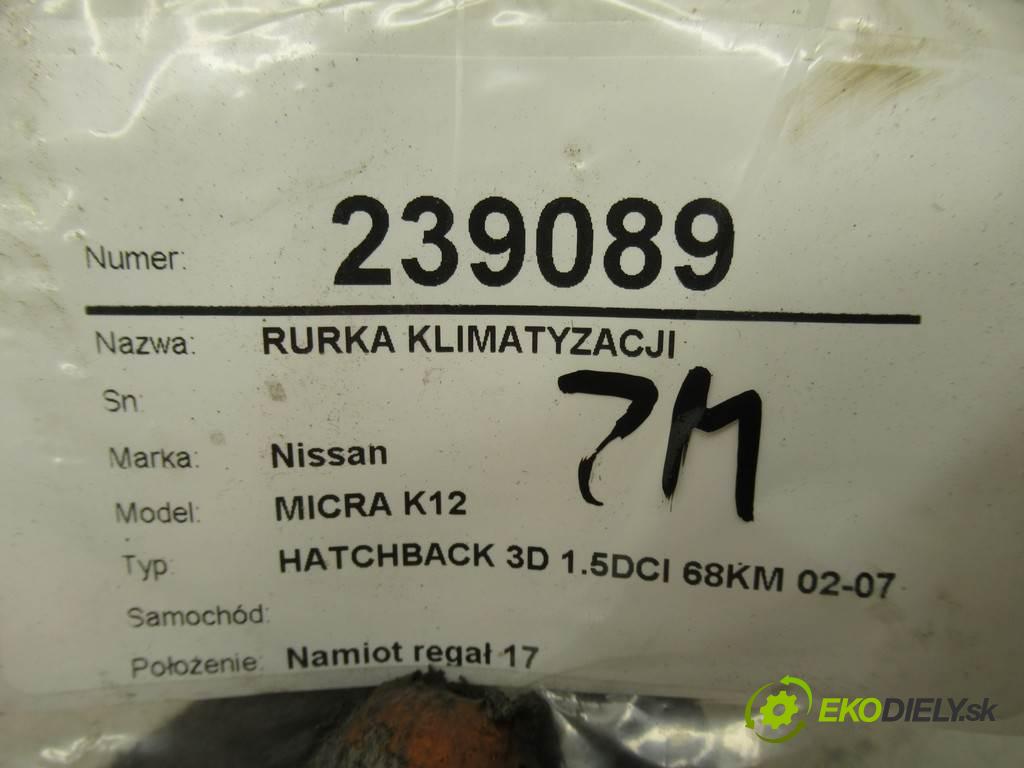 Numer: 239089
Nazwa: RURKA KLIMATYZACJI
Sn:
Marka: Nissan
Model: MICRA K12
Typ: HATCHBACK 3D 1.5DCI 68KM 02-07
Samochód:
Położenie: Namiot regał 17
EKODIELY.sk